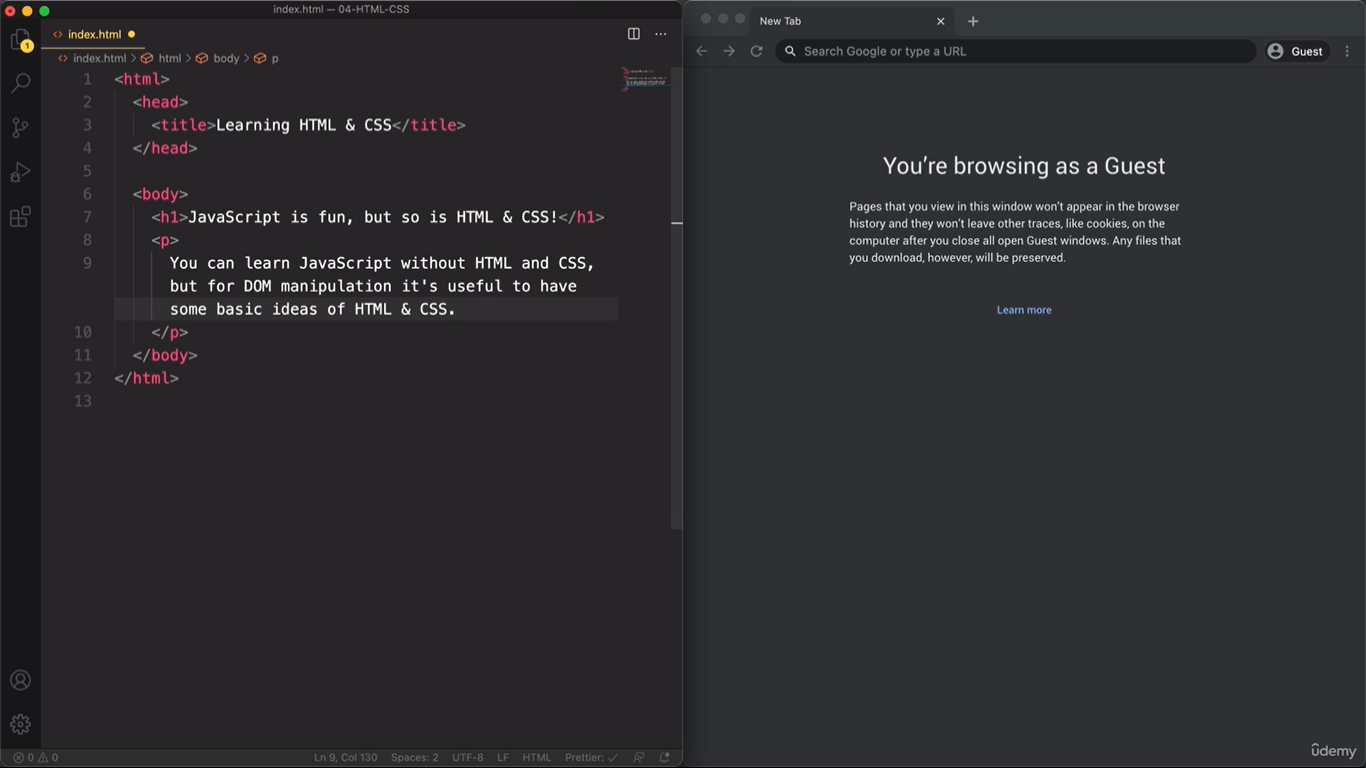 index.html — 04-HTML-CSS
index.html
index.html > html > body > p
1 <html>
2 <head>
3 <title>Learning HTML & CSS</title>
4 </head>
5
6 <body>
7 <h1>JavaScript is fun, but so is HTML & CSS!</h1>
8 <p>
9 You can learn JavaScript without HTML and CSS,
but for DOM manipulation it's useful to have
some basic ideas of HTML & CSS.
10 </p>
11 </body>
12 </html>
13
1
0 0
Ln 9, Col 130 Spaces: 2 UTF-8 LF HTML Prettier: ✓
New Tab
Search Google or type a URL
Guest
You’re browsing as a Guest
Pages that you view in this window won’t appear in the browser
history and they won’t leave other traces, like cookies, on the
computer after you close all open Guest windows. Any files that
you download, however, will be preserved.
Learn more
ûdemy